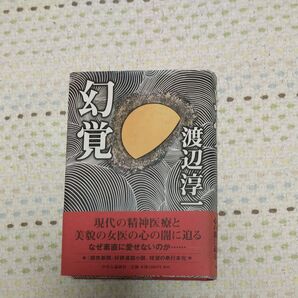 幻覚
渡辺淳一
現代の精神医療と
美貌の女医の心の闇に迫る
なぜ素直に愛せないのか……